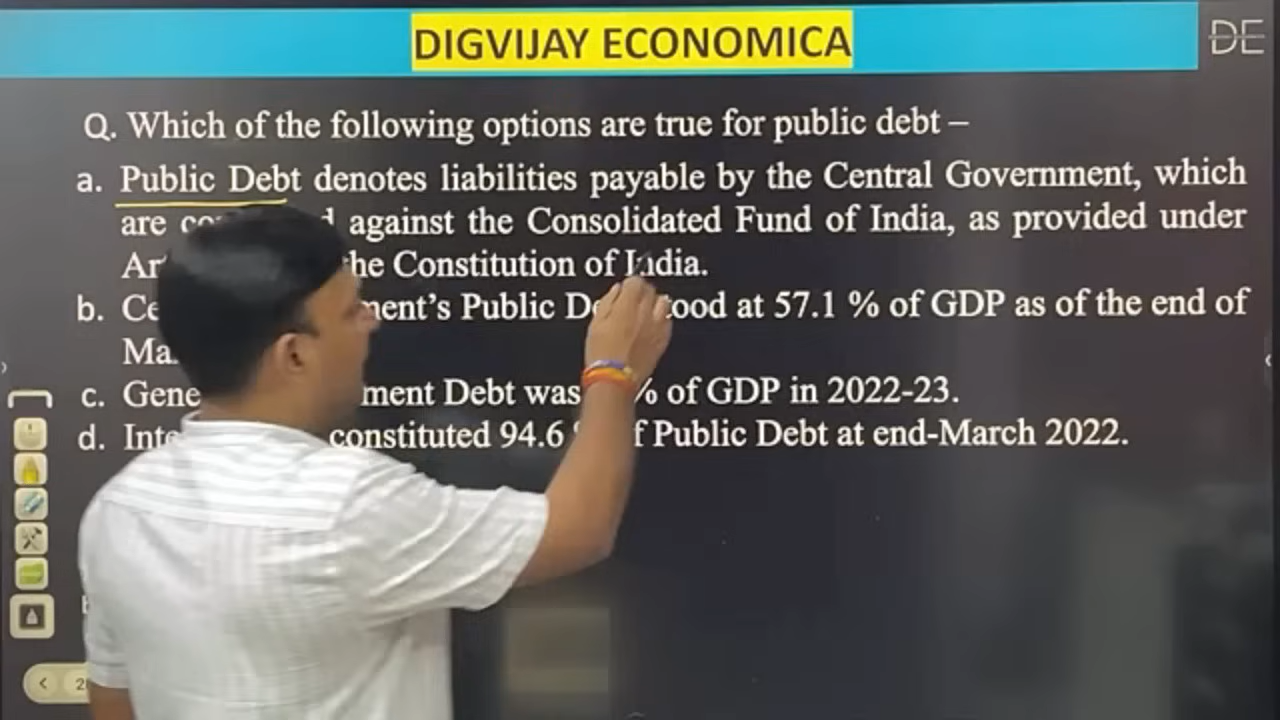 DIGVIJAY ECONOMICA
DE
Q. Which of the following options are true for public debt –
a. Public Debt denotes liabilities payable by the Central Government, which
are against the Consolidated Fund of India, as provided under
the Constitution of India.
b. Public stood at 57.1 % of GDP as of the end of
c. Debt was % of GDP in 2022-23.
d. constituted 94.6 of Public Debt at end-March 2022.